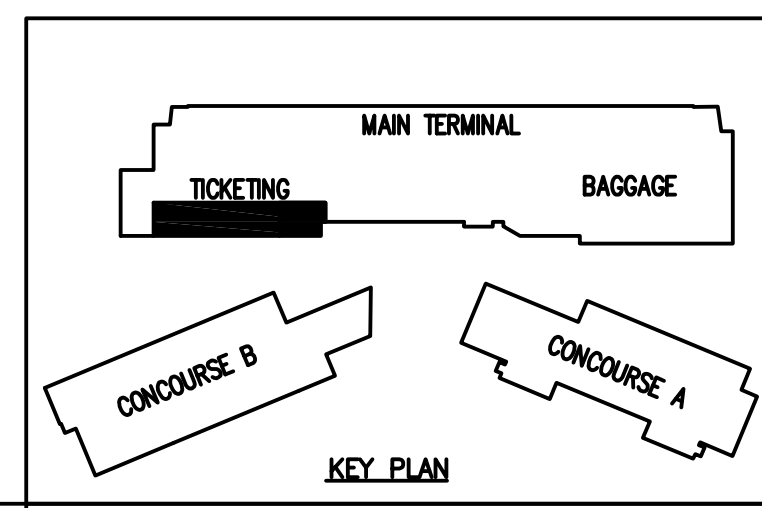 MAIN TERMINAL
TICKETING
BAGGAGE
CONCOURSE B
CONCOURSE A
KEY PLAN